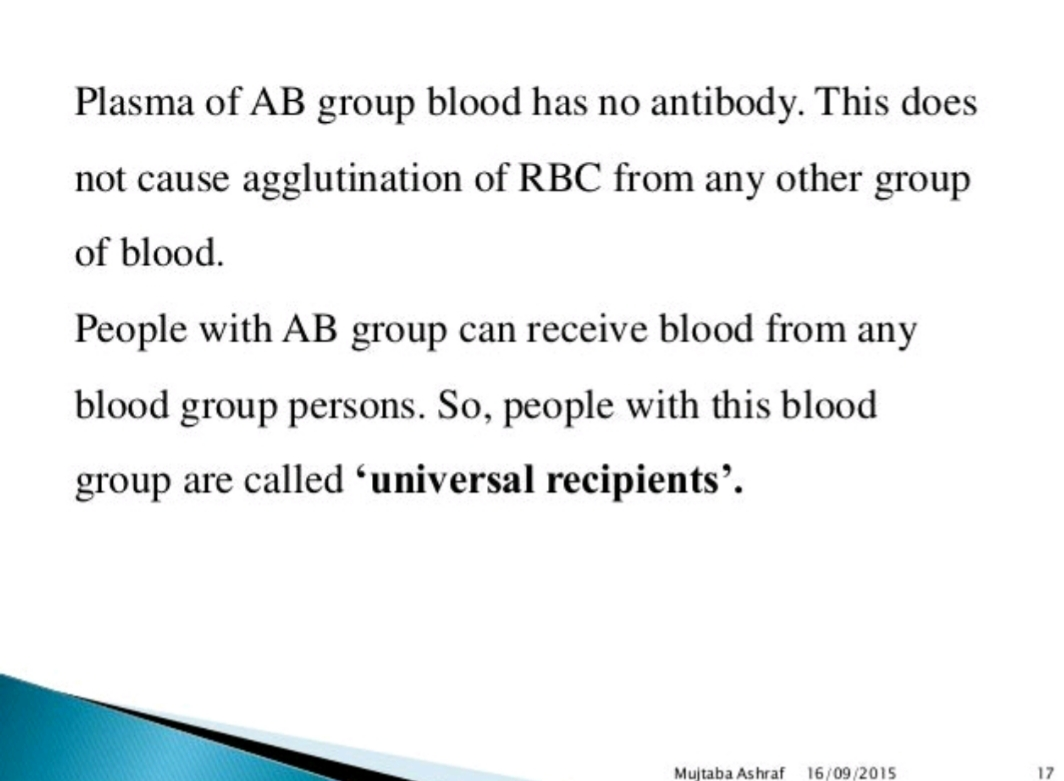 Plasma of AB group blood has no antibody. This does
not cause agglutination of RBC from any other group
of blood.
People with AB group can receive blood from any
blood group persons. So, people with this blood
group are called ‘universal recipients’.
Mujtaba Ashraf 16/09/2015 17